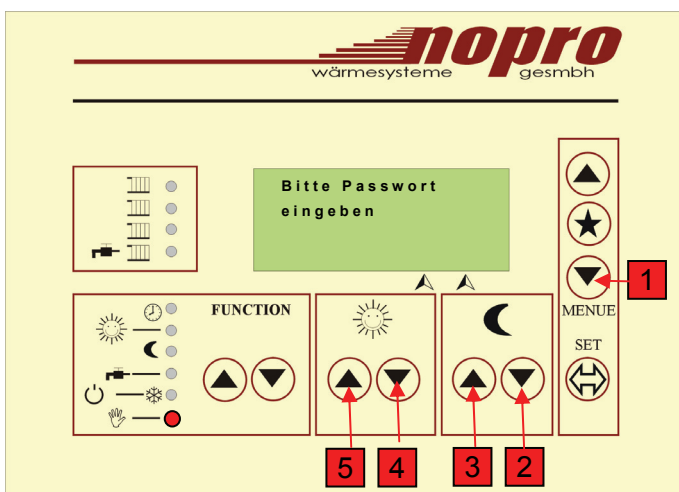 nopro
wärmesysteme gesmbh
Bitte Passwort
eingeben
1
MENUE
FUNCTION
SET
5 4 3 2